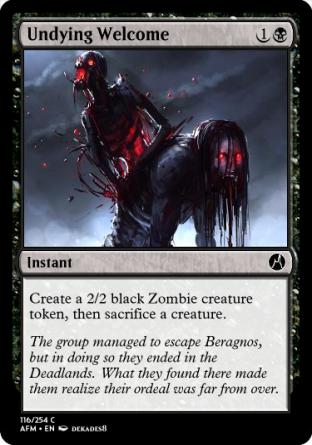 Undying Welcome 1
Instant
Create a 2/2 black Zombie creature
token, then sacrifice a creature.
The group managed to escape Beragnos,
but in doing so they ended in the
Deadlands. What they found there made
them realize their ordeal was far from over.
116/254 C
AFM • EN DEKADES8